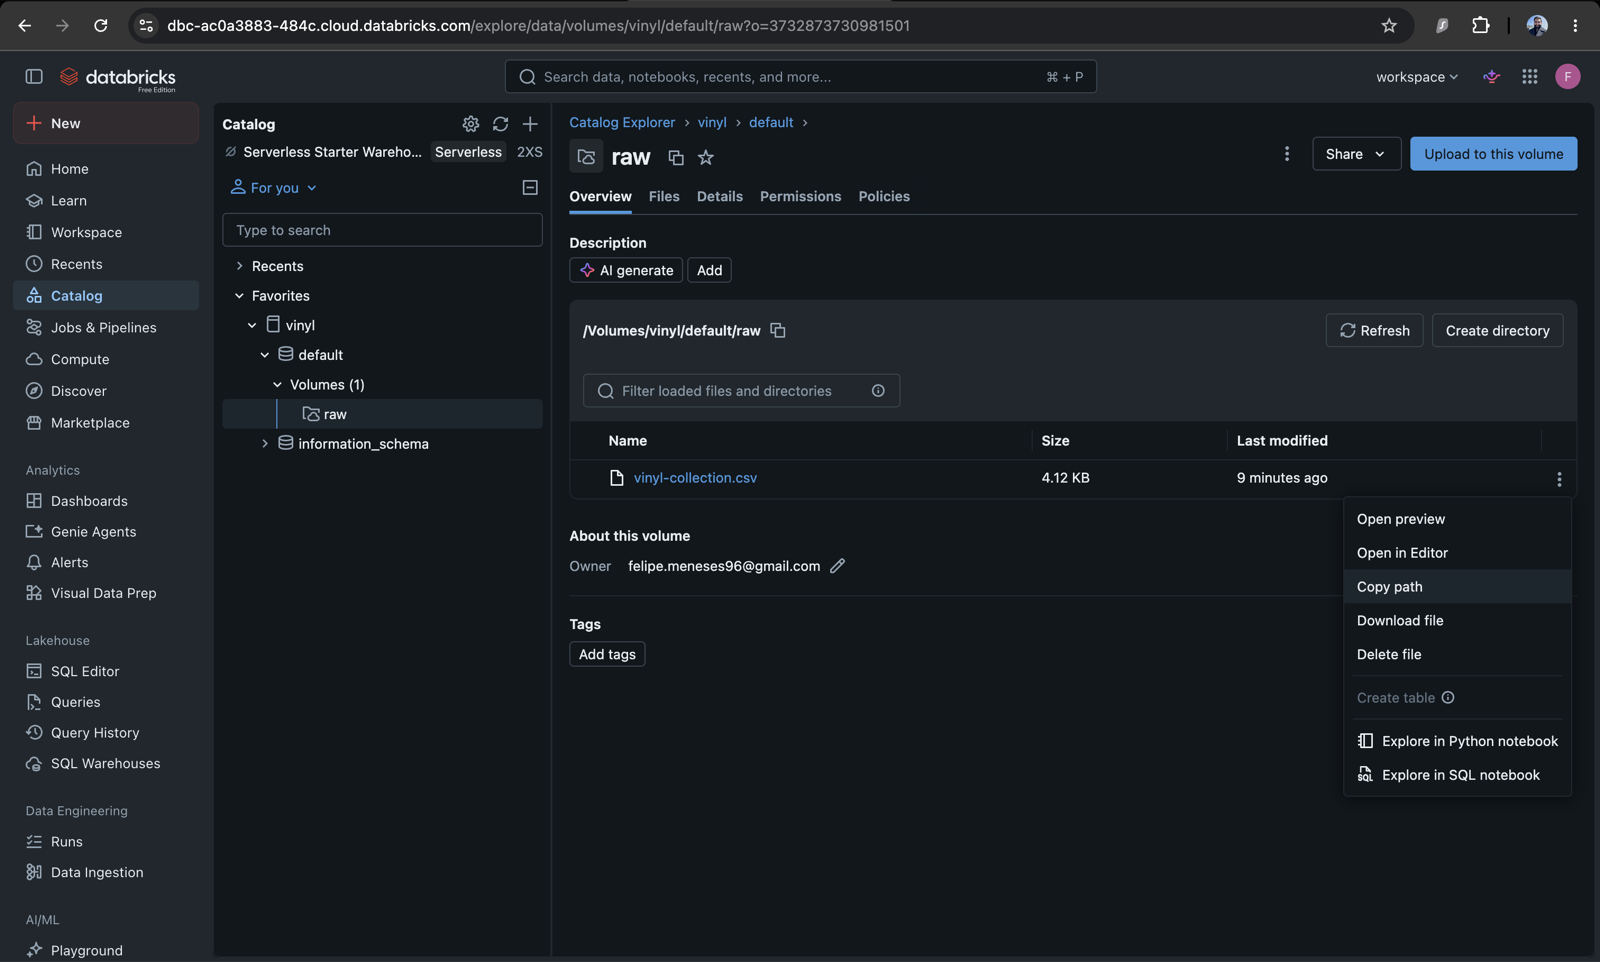 dbc-ac0a3883-484c.cloud.databricks.com/explore/data/volumes/vinyl/default/raw?o=3732873730981501
databricks
Free Edition
Search data, notebooks, recents, and more...
⌘ + P
workspace
F
New
Home
Learn
Workspace
Recents
Catalog
Jobs & Pipelines
Compute
Discover
Marketplace
Analytics
Dashboards
Genie Agents
Alerts
Visual Data Prep
Lakehouse
SQL Editor
Queries
Query History
SQL Warehouses
Data Engineering
Runs
Data Ingestion
AI/ML
Playground
Catalog
Serverless Starter Wareho... Serverless 2XS
For you
Type to search
Recents
Favorites
vinyl
default
Volumes (1)
raw
information_schema
Catalog Explorer › vinyl › default ›
raw
Share
Upload to this volume
Overview Files Details Permissions Policies
Description
AI generate Add
/Volumes/vinyl/default/raw
Refresh Create directory
Filter loaded files and directories
Name Size Last modified
vinyl-collection.csv 4.12 KB 9 minutes ago
About this volume
Owner felipe.meneses96@gmail.com
Tags
Add tags
Open preview
Open in Editor
Copy path
Download file
Delete file
Create table
Explore in Python notebook
SQL Explore in SQL notebook